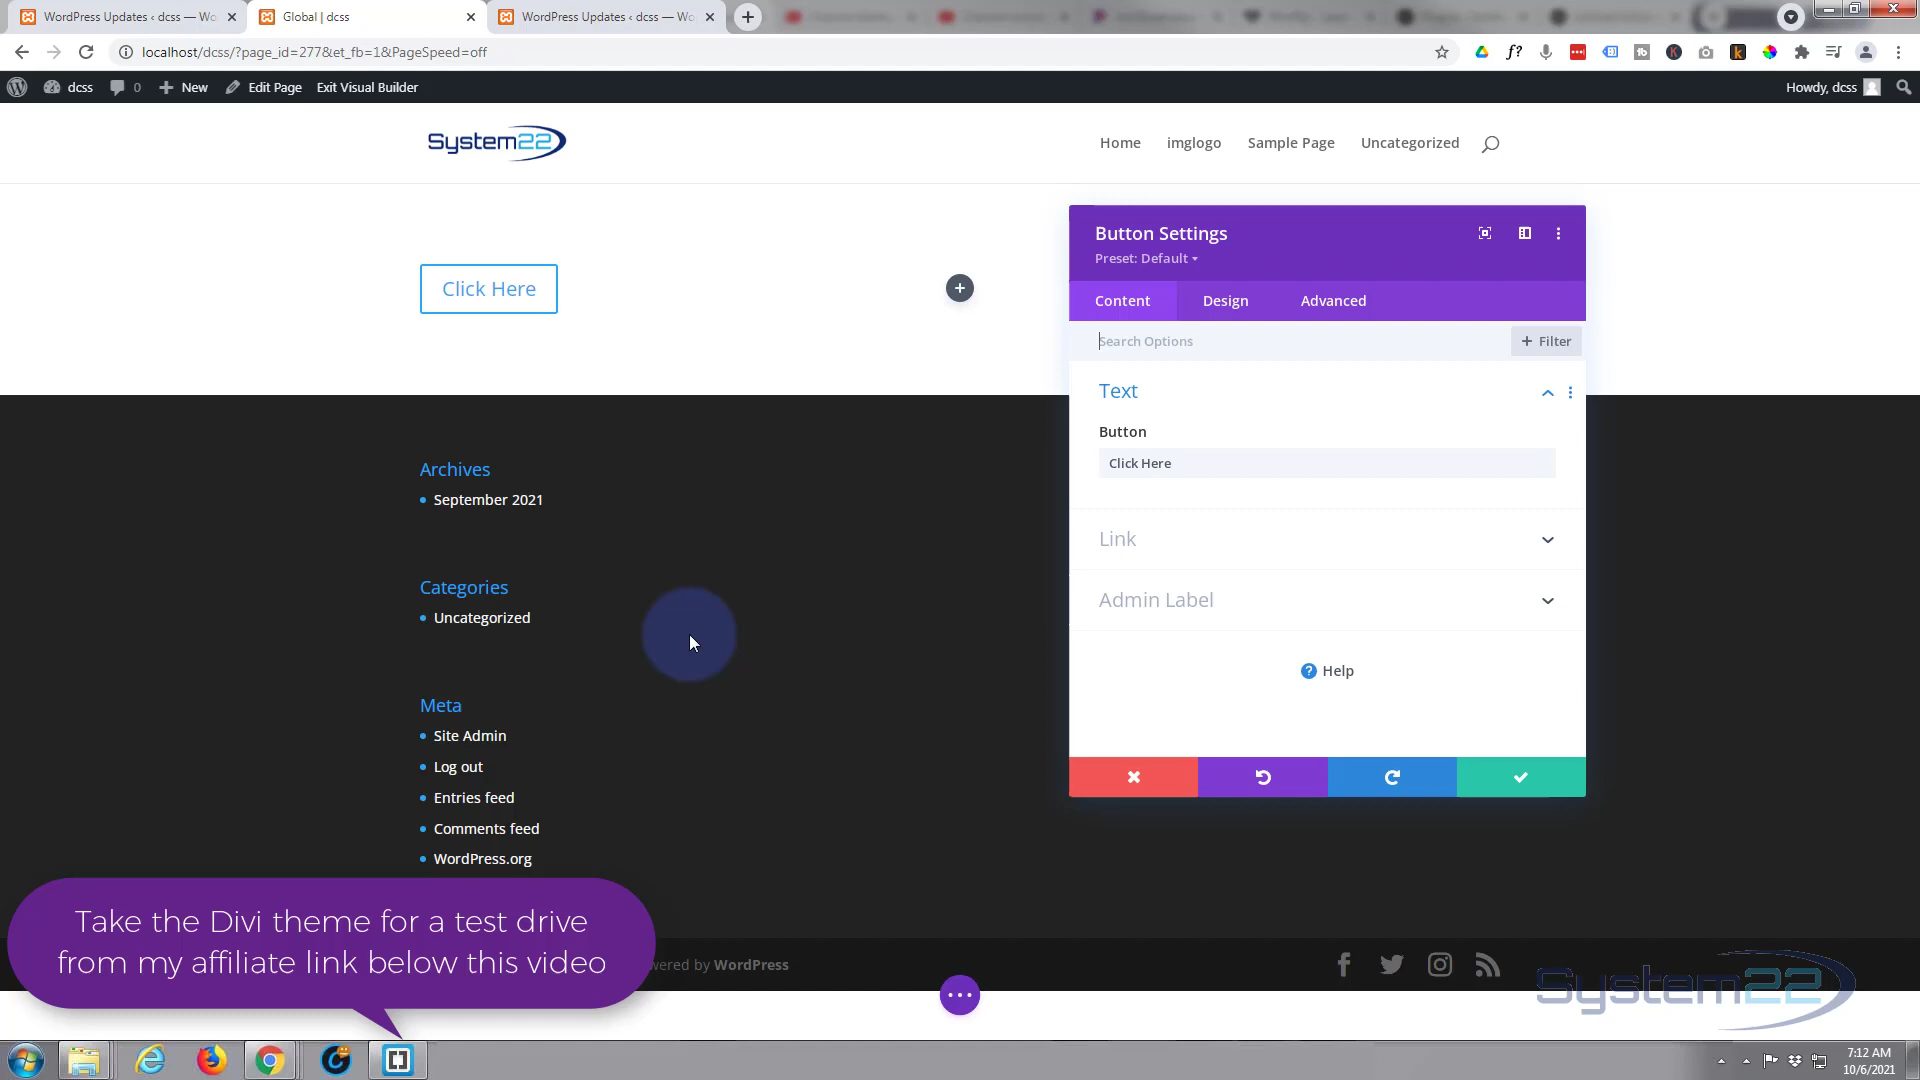 WordPress Updates ‹ dcss — Wo
Global | dcss
WordPress Updates ‹ dcss — Wo
localhost/dcss/?page_id=277&et_fb=1&PageSpeed=off
dcss
0
New
Edit Page
Exit Visual Builder
Howdy, dcss
System22
Home
imglogo
Sample Page
Uncategorized
Button Settings
Preset: Default
Click Here
Content
Design
Advanced
Search Options
Filter
Text
Button
Click Here
Archives
September 2021
Link
Categories
Uncategorized
Admin Label
Help
Meta
Site Admin
Log out
Entries feed
Comments feed
WordPress.org
Take the Divi theme for a test drive
from my affiliate link below this video
wered by WordPress
System22
7:12 AM
10/6/2021